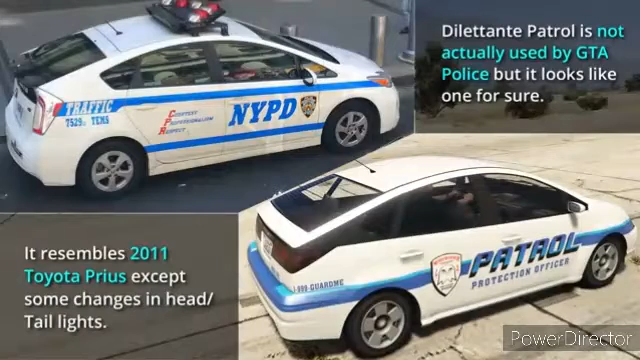 Dilettante Patrol is not
actually used by GTA
Police but it looks like
one for sure.
TRAFFIC
COURTESY
PROFESSIONALISM
RESPECT
NYPD
It resembles 2011
Toyota Prius except
some changes in head/
Tail lights.
1-999-GUARDME
PATROL
PROTECTION OFFICER
PowerDirector